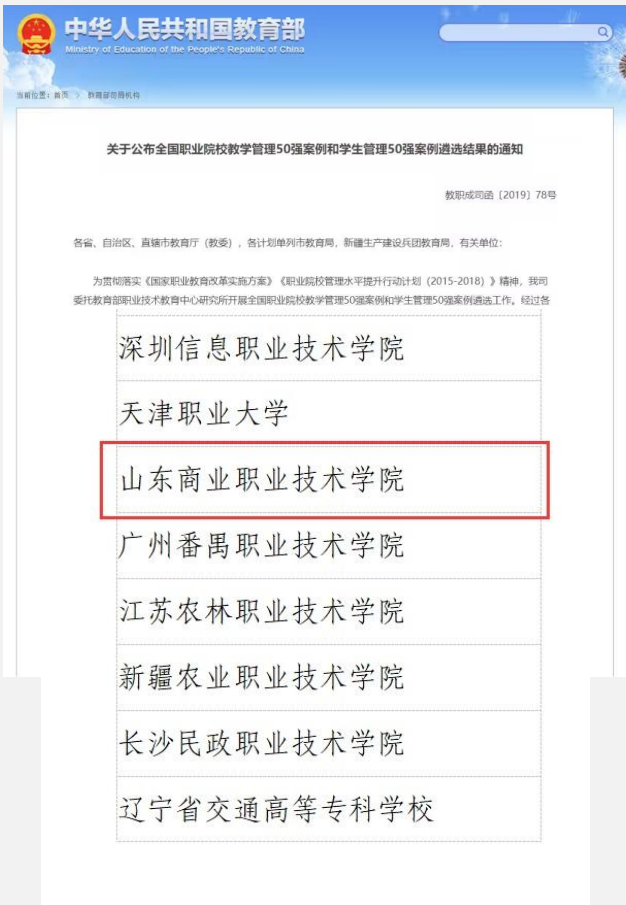 中华人民共和国教育部
Ministry of Education of the People's Republic of China
当前位置：首页 > 教育部司局机构
关于公布全国职业院校教学管理50强案例和学生管理50强案例遴选结果的通知
教职成司函〔2019〕78号
各省、自治区、直辖市教育厅（教委），各计划单列市教育局，新疆生产建设兵团教育局，有关单位：
为贯彻落实《国家职业教育改革实施方案》《职业院校管理水平提升行动计划（2015-2018）》精神，我司
委托教育部职业技术教育中心研究所开展全国职业院校教学管理50强案例和学生管理50强案例遴选工作。经过各
深圳信息职业技术学院
天津职业大学
山东商业职业技术学院
广州番禺职业技术学院
江苏农林职业技术学院
新疆农业职业技术学院
长沙民政职业技术学院
辽宁省交通高等专科学校